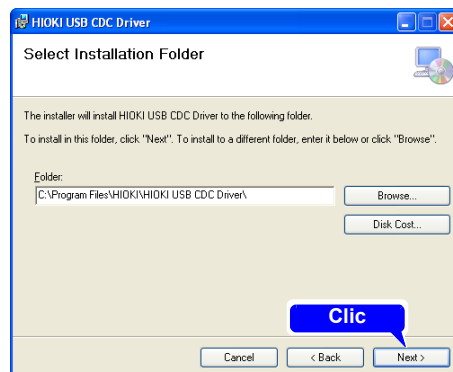 HIOKI USB CDC Driver
Select Installation Folder
The installer will install HIOKI USB CDC Driver to the following folder.
To install in this folder, click "Next". To install to a different folder, enter it below or click "Browse".
Folder:
C:\Program Files\HIOKI\HIOKI USB CDC Driver\
Browse...
Disk Cost...
Clic
Cancel
< Back
Next >